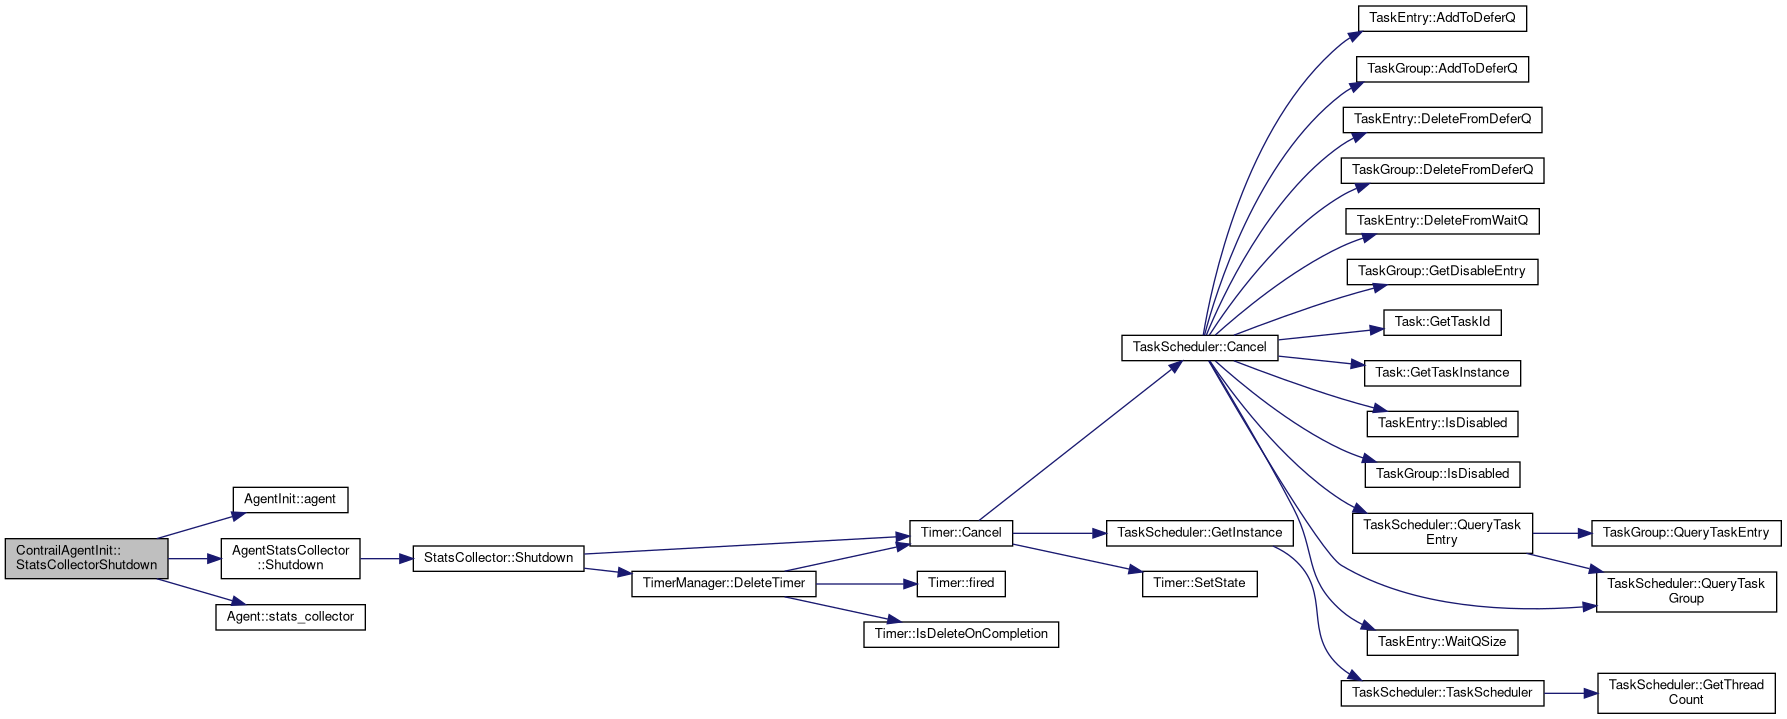 TaskEntry::AddToDeferQ
TaskGroup::AddToDeferQ
TaskEntry::DeleteFromDeferQ
TaskGroup::DeleteFromDeferQ
TaskEntry::DeleteFromWaitQ
TaskGroup::GetDisableEntry
Task::GetTaskId
TaskScheduler::Cancel
Task::GetTaskInstance
TaskEntry::IsDisabled
TaskGroup::IsDisabled
AgentInit::agent
ContrailAgentInit::
StatsCollectorShutdown
AgentStatsCollector
::Shutdown
StatsCollector::Shutdown
Timer::Cancel
TaskScheduler::GetInstance
TaskScheduler::QueryTask
Entry
TaskGroup::QueryTaskEntry
TimerManager::DeleteTimer
Timer::fired
Timer::SetState
TaskScheduler::QueryTask
Group
Agent::stats_collector
Timer::IsDeleteOnCompletion
TaskEntry::WaitQSize
TaskScheduler::TaskScheduler
TaskScheduler::GetThread
Count